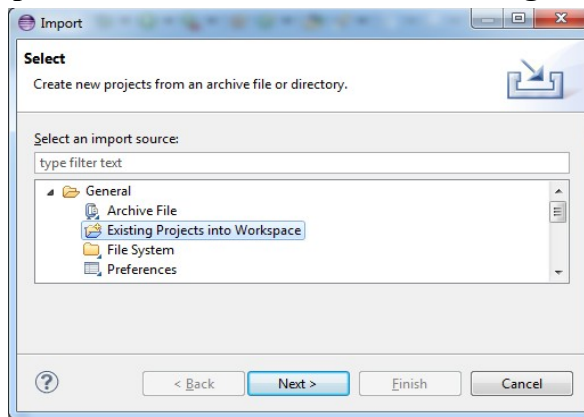 Import
Select
Create new projects from an archive file or directory.
Select an import source:
type filter text
General
Archive File
Existing Projects into Workspace
File System
Preferences
? < Back Next > Finish Cancel